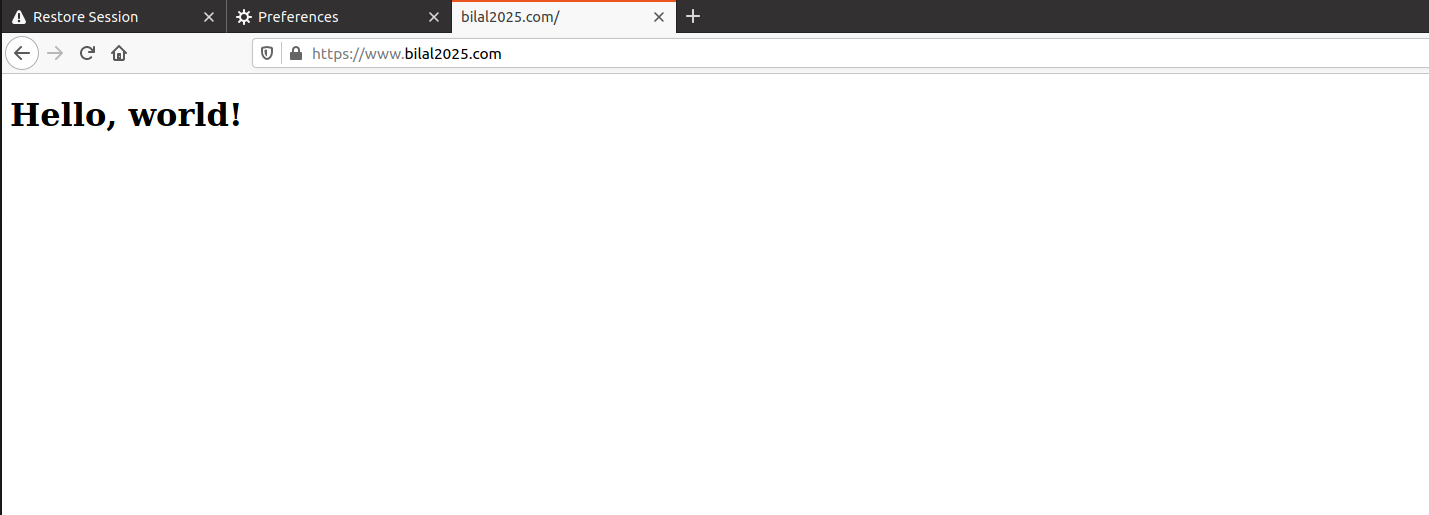 Restore Session
Preferences
bilal2025.com/
https://www.bilal2025.com
Hello, world!